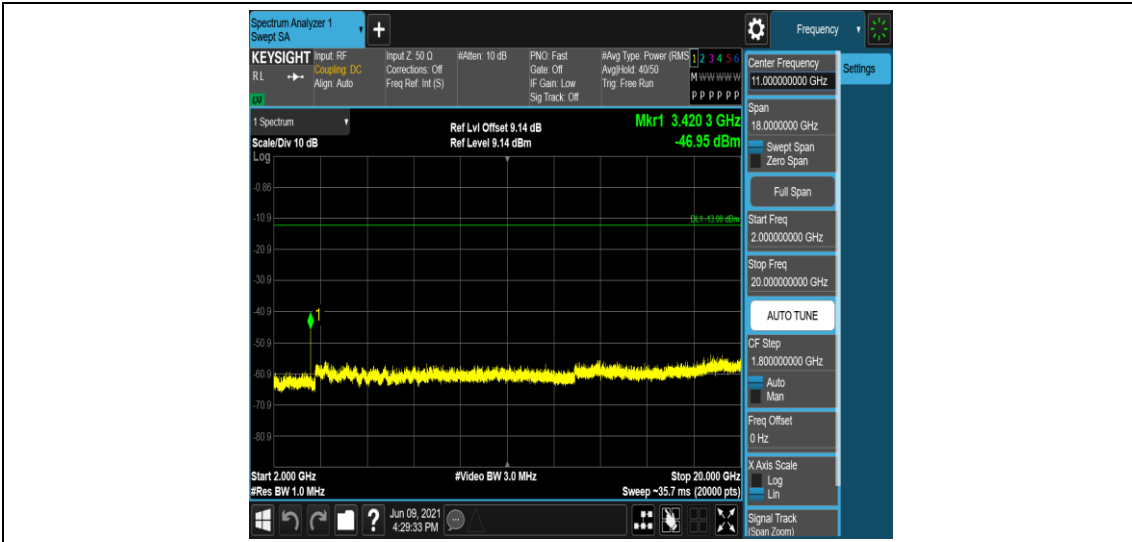 Spectrum Analyzer 1
Swept SA
+
Frequency
KEYSIGHT
RL
LXI
Input: RF
Coupling: DC
Align: Auto
Input Z: 50 Ω
Corrections: Off
Freq Ref: Int (S)
#Atten: 10 dB
PNO: Fast
Gate: Off
IF Gain: Low
Sig Track: Off
#Avg Type: Power (RMS
Avg|Hold: 40/50
Trig: Free Run
1 2 3 4 5 6
M W W W W W
P P P P P P
1 Spectrum
Scale/Div 10 dB
Log
Ref Lvl Offset 9.14 dB
Ref Level 9.14 dBm
Mkr1 3.420 3 GHz
-46.95 dBm
-0.86
-10.9
DL1 -13.00 dBm
-20.9
-30.9
-40.9
1
-50.9
-60.9
-70.9
-80.9
Start 2.000 GHz
#Res BW 1.0 MHz
#Video BW 3.0 MHz
Stop 20.000 GHz
Sweep ~35.7 ms (20000 pts)
?
Jun 09, 2021
4:29:33 PM
Center Frequency
11.000000000 GHz
Settings
Span
18.0000000 GHz
Swept Span
Zero Span
Full Span
Start Freq
2.000000000 GHz
Stop Freq
20.000000000 GHz
AUTO TUNE
CF Step
1.800000000 GHz
Auto
Man
Freq Offset
0 Hz
X Axis Scale
Log
Lin
Signal Track
(Span Zoom)